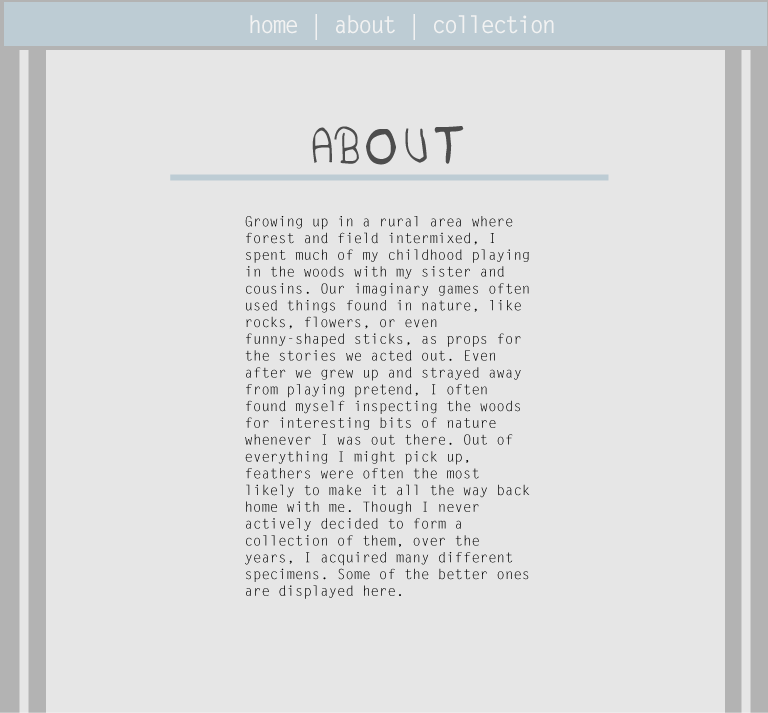 home | about | collection
ABOUT
Growing up in a rural area where
forest and field intermixed, I
spent much of my childhood playing
in the woods with my sister and
cousins. Our imaginary games often
used things found in nature, like
rocks, flowers, or even
funny-shaped sticks, as props for
the stories we acted out. Even
after we grew up and strayed away
from playing pretend, I often
found myself inspecting the woods
for interesting bits of nature
whenever I was out there. Out of
everything I might pick up,
feathers were often the most
likely to make it all the way back
home with me. Though I never
actively decided to form a
collection of them, over the
years, I acquired many different
specimens. Some of the better ones
are displayed here.